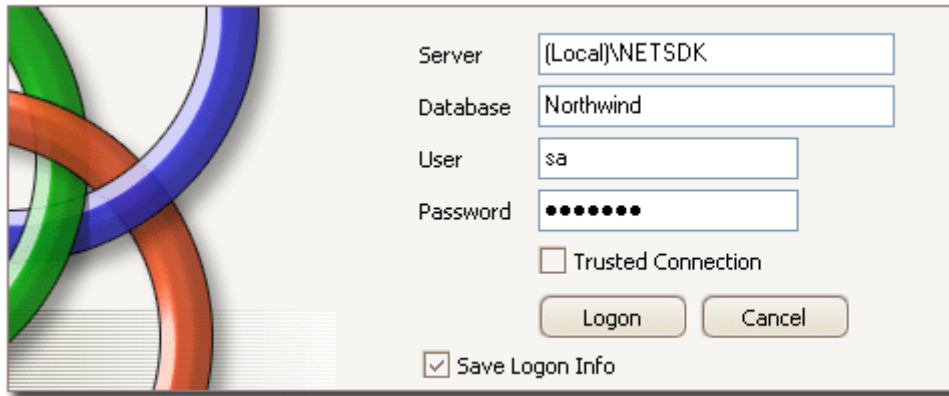 Server (Local)\NETSDK
Database Northwind
User sa
Password •••••••
Trusted Connection
Logon Cancel
Save Logon Info